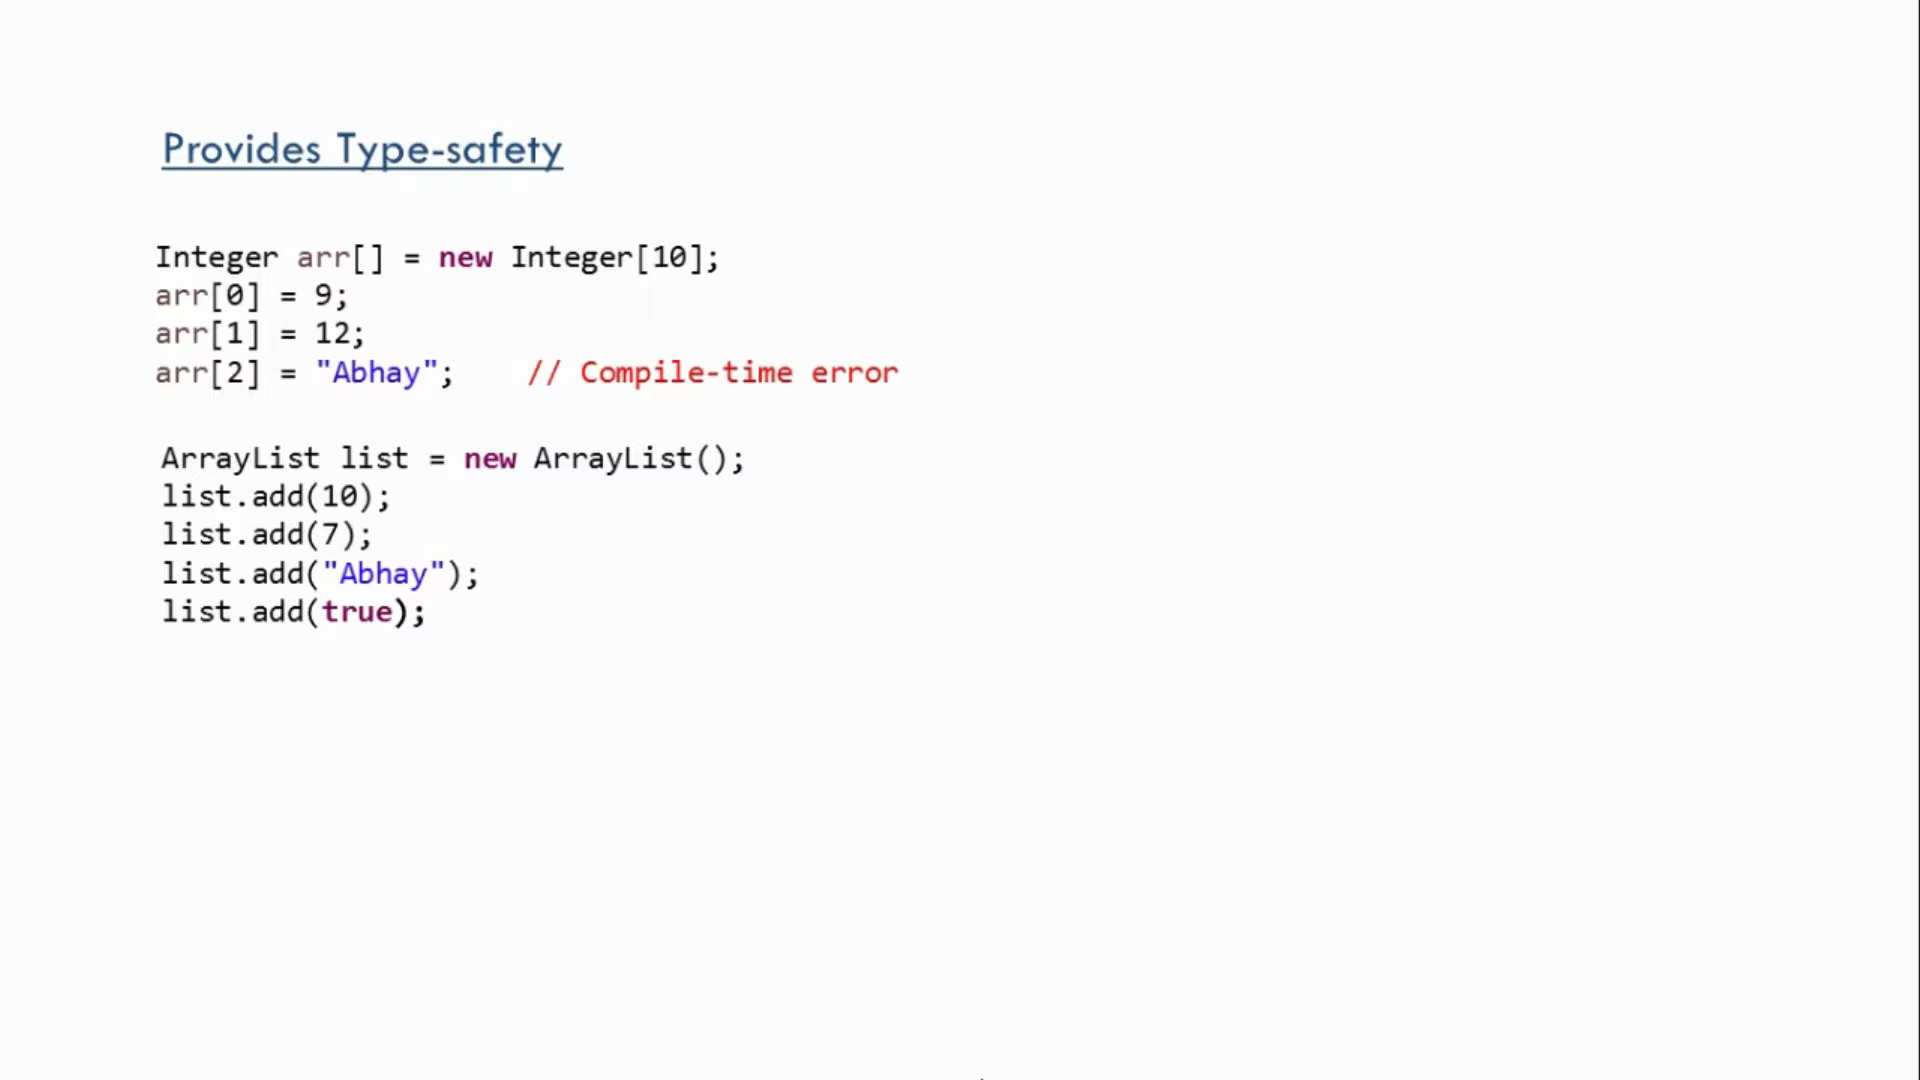 Provides Type-safety
Integer arr[] = new Integer[10];
arr[0] = 9;
arr[1] = 12;
arr[2] = "Abhay";    // Compile-time error
ArrayList list = new ArrayList();
list.add(10);
list.add(7);
list.add("Abhay");
list.add(true);